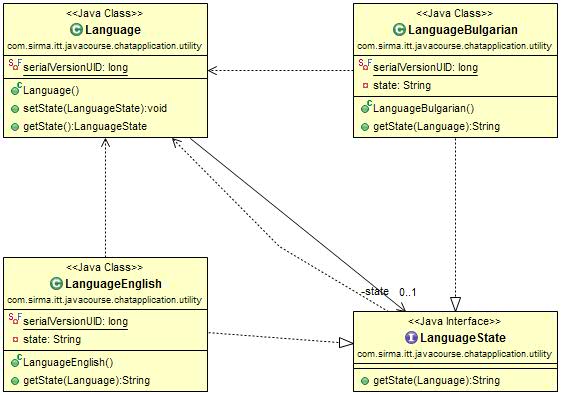 <<Java Class>>
Language
com.sirma.itt.javacourse.chatapplication.utility
serialVersionUID: long
Language()
setState(LanguageState):void
getState():LanguageState
<<Java Class>>
LanguageBulgarian
com.sirma.itt.javacourse.chatapplication.utility
serialVersionUID: long
state: String
LanguageBulgarian()
getState(Language):String
<<Java Class>>
LanguageEnglish
com.sirma.itt.javacourse.chatapplication.utility
serialVersionUID: long
state: String
LanguageEnglish()
getState(Language):String
-state 0..1
<<Java Interface>>
LanguageState
com.sirma.itt.javacourse.chatapplication.utility
getState(Language):String